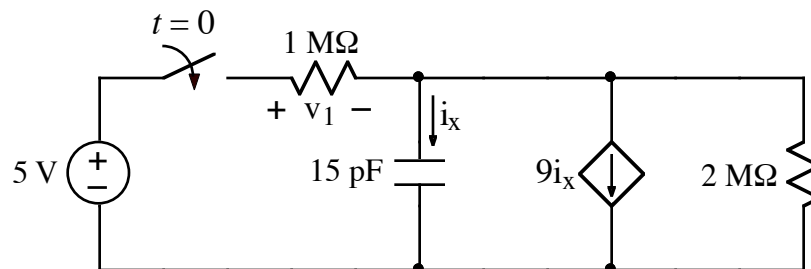 t = 0
1 MΩ
+ v₁ −
iₓ
5 V
+
−
15 pF
9iₓ
2 MΩ